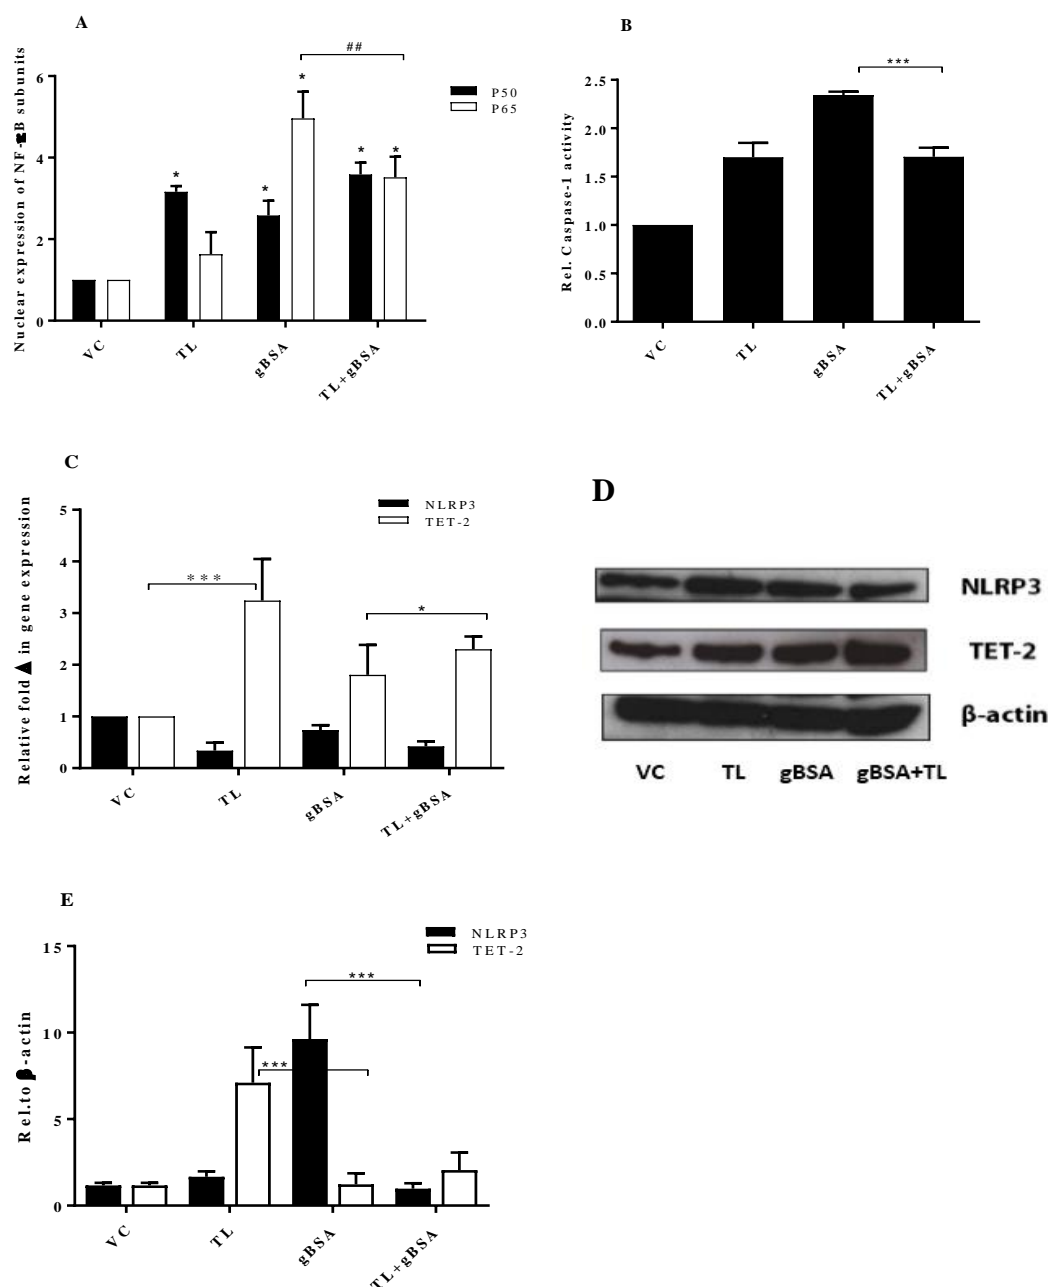 A
Nuclear expression of NF-κB subunits
6
4
2
0
##
*
*
*
*
*
P50
P65
VC
TL
gBSA
TL+gBSA
B
Rel. Caspase-1 activity
2.5
2.0
1.5
1.0
0.5
0.0
***
VC
TL
gBSA
TL+gBSA
C
Relative fold ▲ in gene expression
5
4
3
2
1
0
NLRP3
TET-2
***
*
VC
TL
gBSA
TL+gBSA
D
NLRP3
TET-2
β-actin
VC TL gBSA gBSA+TL
E
Rel.to β-actin
15
10
5
0
NLRP3
TET-2
***
***
VC
TL
gBSA
TL+gBSA